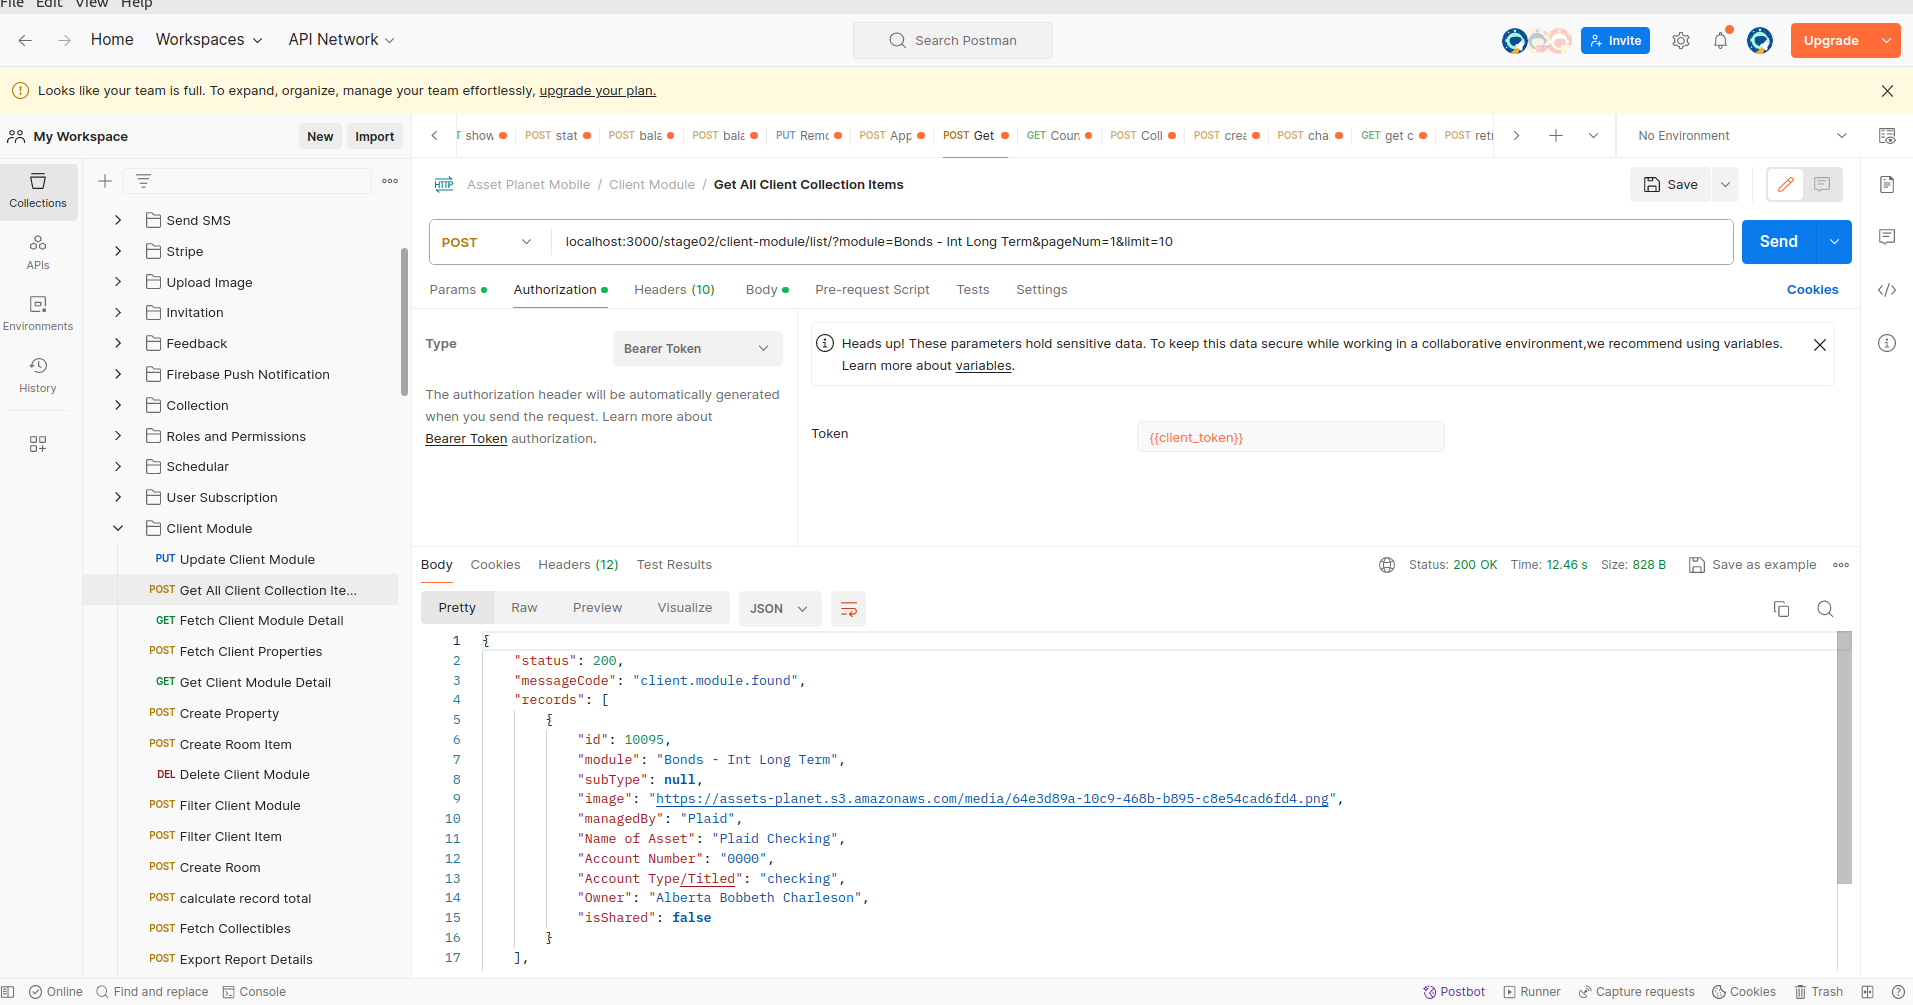 File Edit View Help
Home Workspaces API Network Search Postman Invite Upgrade
Looks like your team is full. To expand, organize, manage your team effortlessly, upgrade your plan.
My Workspace New Import
show POST stat POST bala POST bala PUT Remo POST App POST Get GET Coun POST Coll POST crea POST cha GET get c POST retr No Environment
Collections
APIs
Environments
History
Send SMS
Stripe
Upload Image
Invitation
Feedback
Firebase Push Notification
Collection
Roles and Permissions
Schedular
User Subscription
Client Module
PUT Update Client Module
POST Get All Client Collection Ite...
GET Fetch Client Module Detail
POST Fetch Client Properties
GET Get Client Module Detail
POST Create Property
POST Create Room Item
DEL Delete Client Module
POST Filter Client Module
POST Filter Client Item
POST Create Room
POST calculate record total
POST Fetch Collectibles
POST Export Report Details
HTTP Asset Planet Mobile / Client Module / Get All Client Collection Items Save
POST localhost:3000/stage02/client-module/list/?module=Bonds - Int Long Term&pageNum=1&limit=10 Send
Params Authorization Headers (10) Body Pre-request Script Tests Settings Cookies
Type Bearer Token
The authorization header will be automatically generated
when you send the request. Learn more about
Bearer Token authorization.
Heads up! These parameters hold sensitive data. To keep this data secure while working in a collaborative environment,we recommend using variables.
Learn more about variables.
Token {{client_token}}
Body Cookies Headers (12) Test Results Status: 200 OK Time: 12.46 s Size: 828 B Save as example
Pretty Raw Preview Visualize JSON
1 {
2 "status": 200,
3 "messageCode": "client.module.found",
4 "records": [
5 {
6 "id": 10095,
7 "module": "Bonds - Int Long Term",
8 "subType": null,
9 "image": "https://assets-planet.s3.amazonaws.com/media/64e3d89a-10c9-468b-b895-c8e54cad6fd4.png",
10 "managedBy": "Plaid",
11 "Name of Asset": "Plaid Checking",
12 "Account Number": "0000",
13 "Account Type/Titled": "checking",
14 "Owner": "Alberta Bobbeth Charleson",
15 "isShared": false
16 }
17 ],
Online Find and replace Console Postbot Runner Capture requests Cookies Trash